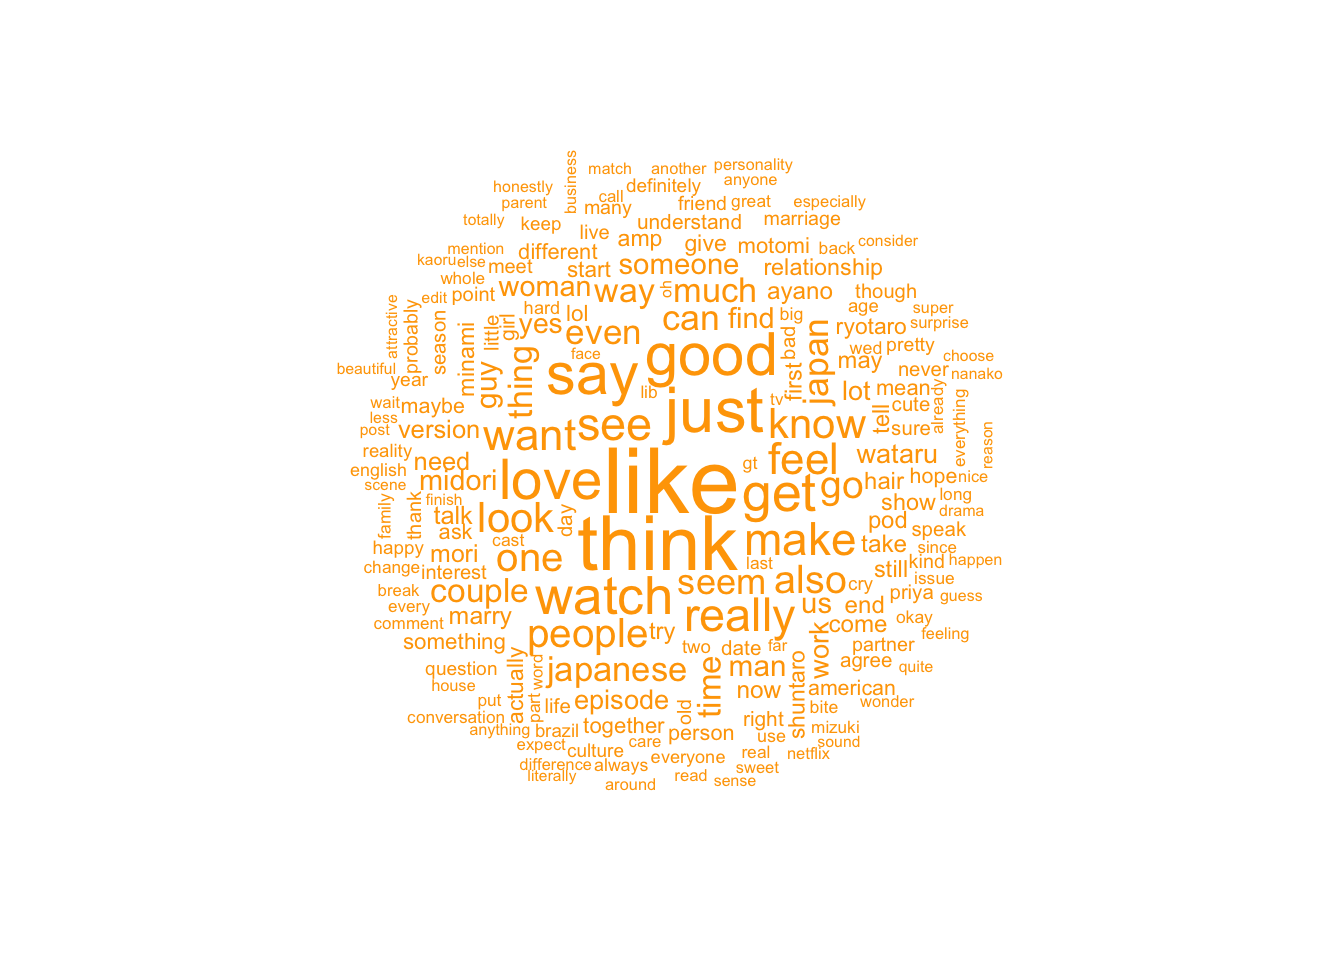 match another personality
business
honestly definitely anyone
parent call
many friend great especially
totally keep live understand marriage
mention different amp give motomi back consider
kaoru else meet start someone relationship
whole woman way oh much ayano though
edit point hard lol can find big age super
attractive probably season little girl yes even bad ryotaro surprise
minami guy thing face good first japan wed pretty
beautiful say may choose
year lib tv lot never nanako
wait maybe just mean already everything
less want see know tell cute
post version sure reason
reality need love like gt feel wataru
english midori get go hair hope nice
scene finish look day show long
family thank talk pod drama
ask cast think make speak
happy mori one last take since
change interest seem also still kind happen
break couple watch cry issue
every us priya guess
comment marry really end okay
something people try work come feeling
actually two date far partner
question word japanese time man shuntaro agree quite
house episode now american
put part life old bite wonder
conversation together right mizuki
anything brazil person use sound
expect culture care everyone real netflix
difference always sweet
literally read sense
around